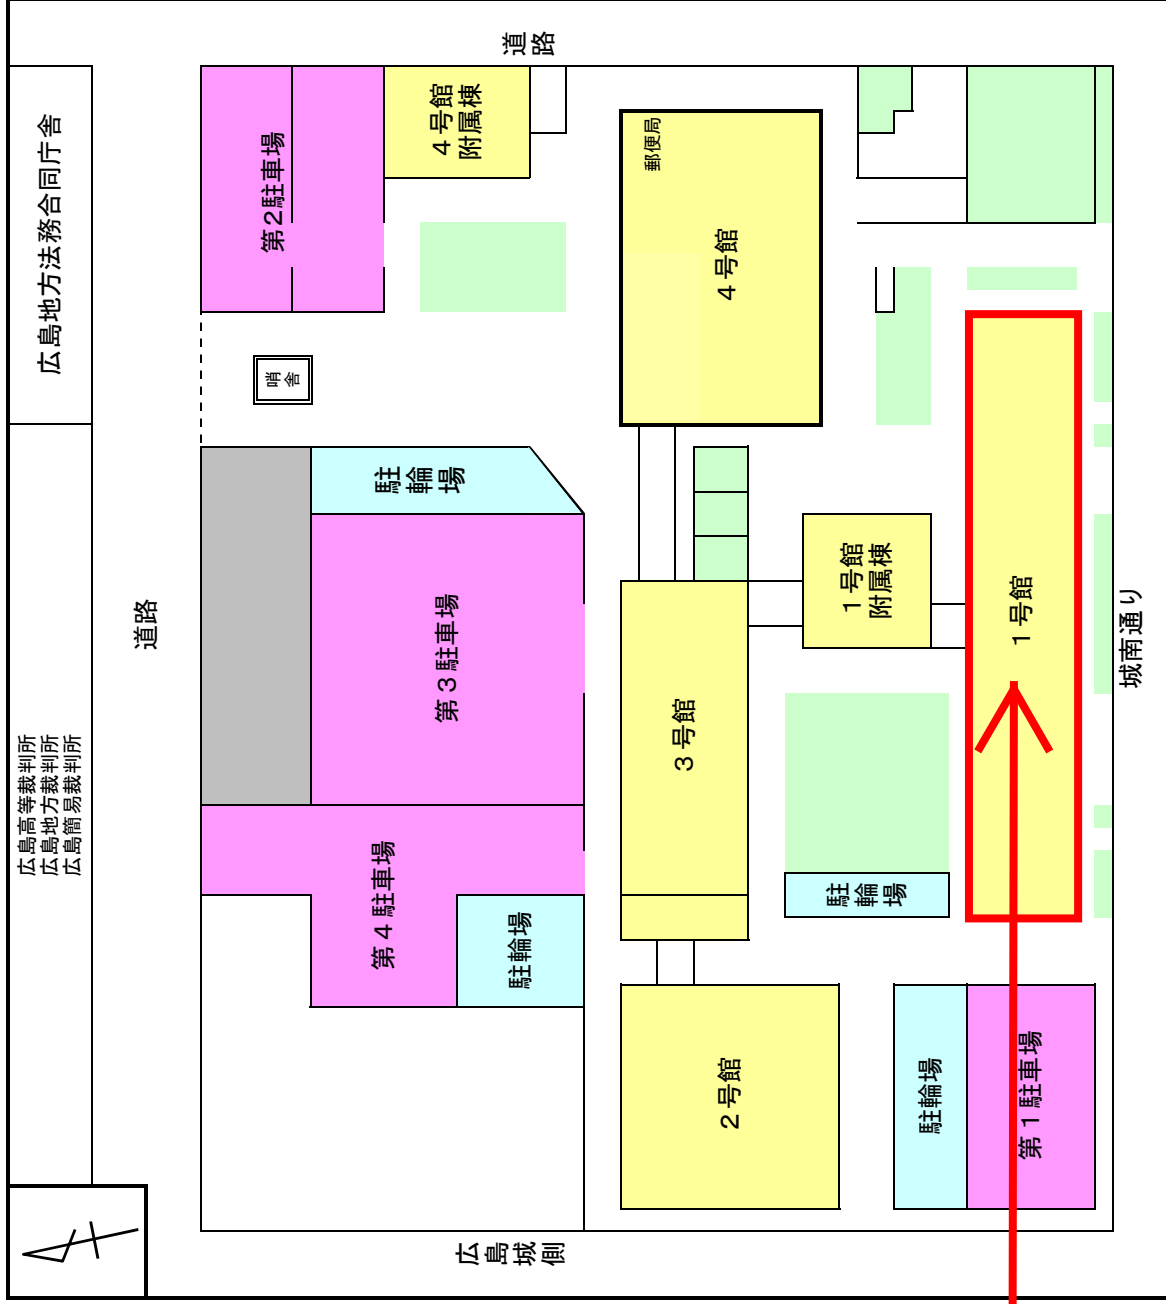 広島高等裁判所
広島地方裁判所
広島簡易裁判所
広島地方法務合同庁舎
道路
道路
第２駐車場
４号館
附属棟
哨
舎
郵便局
４号館
駐
輪
場
第３駐車場
３号館
１号館
附属棟
１号館
城南通り
第４駐車場
駐輪場
駐
輪
場
２号館
駐輪場
第１駐車場
広島城側